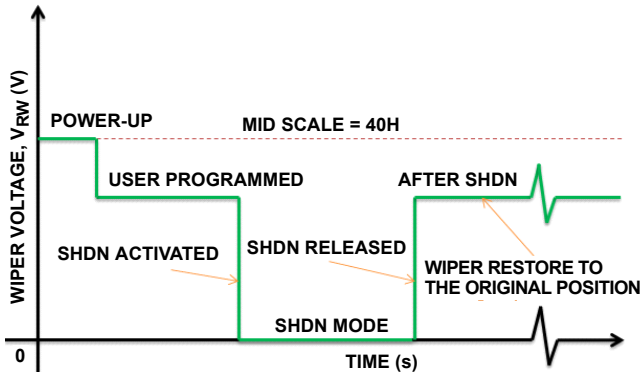 WIPER VOLTAGE, VRW (V)
POWER-UP
MID SCALE = 40H
USER PROGRAMMED
AFTER SHDN
SHDN ACTIVATED
SHDN RELEASED
WIPER RESTORE TO
THE ORIGINAL POSITION
SHDN MODE
0
TIME (s)